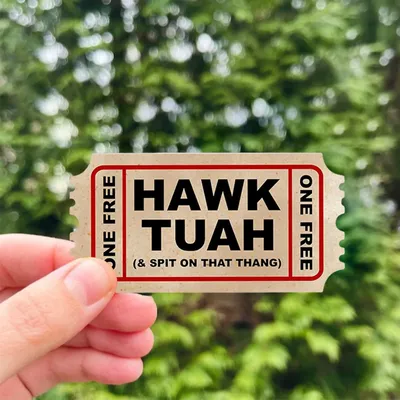 ONE FREE
HAWK
TUAH
(& SPIT ON THAT THANG)
ONE FREE